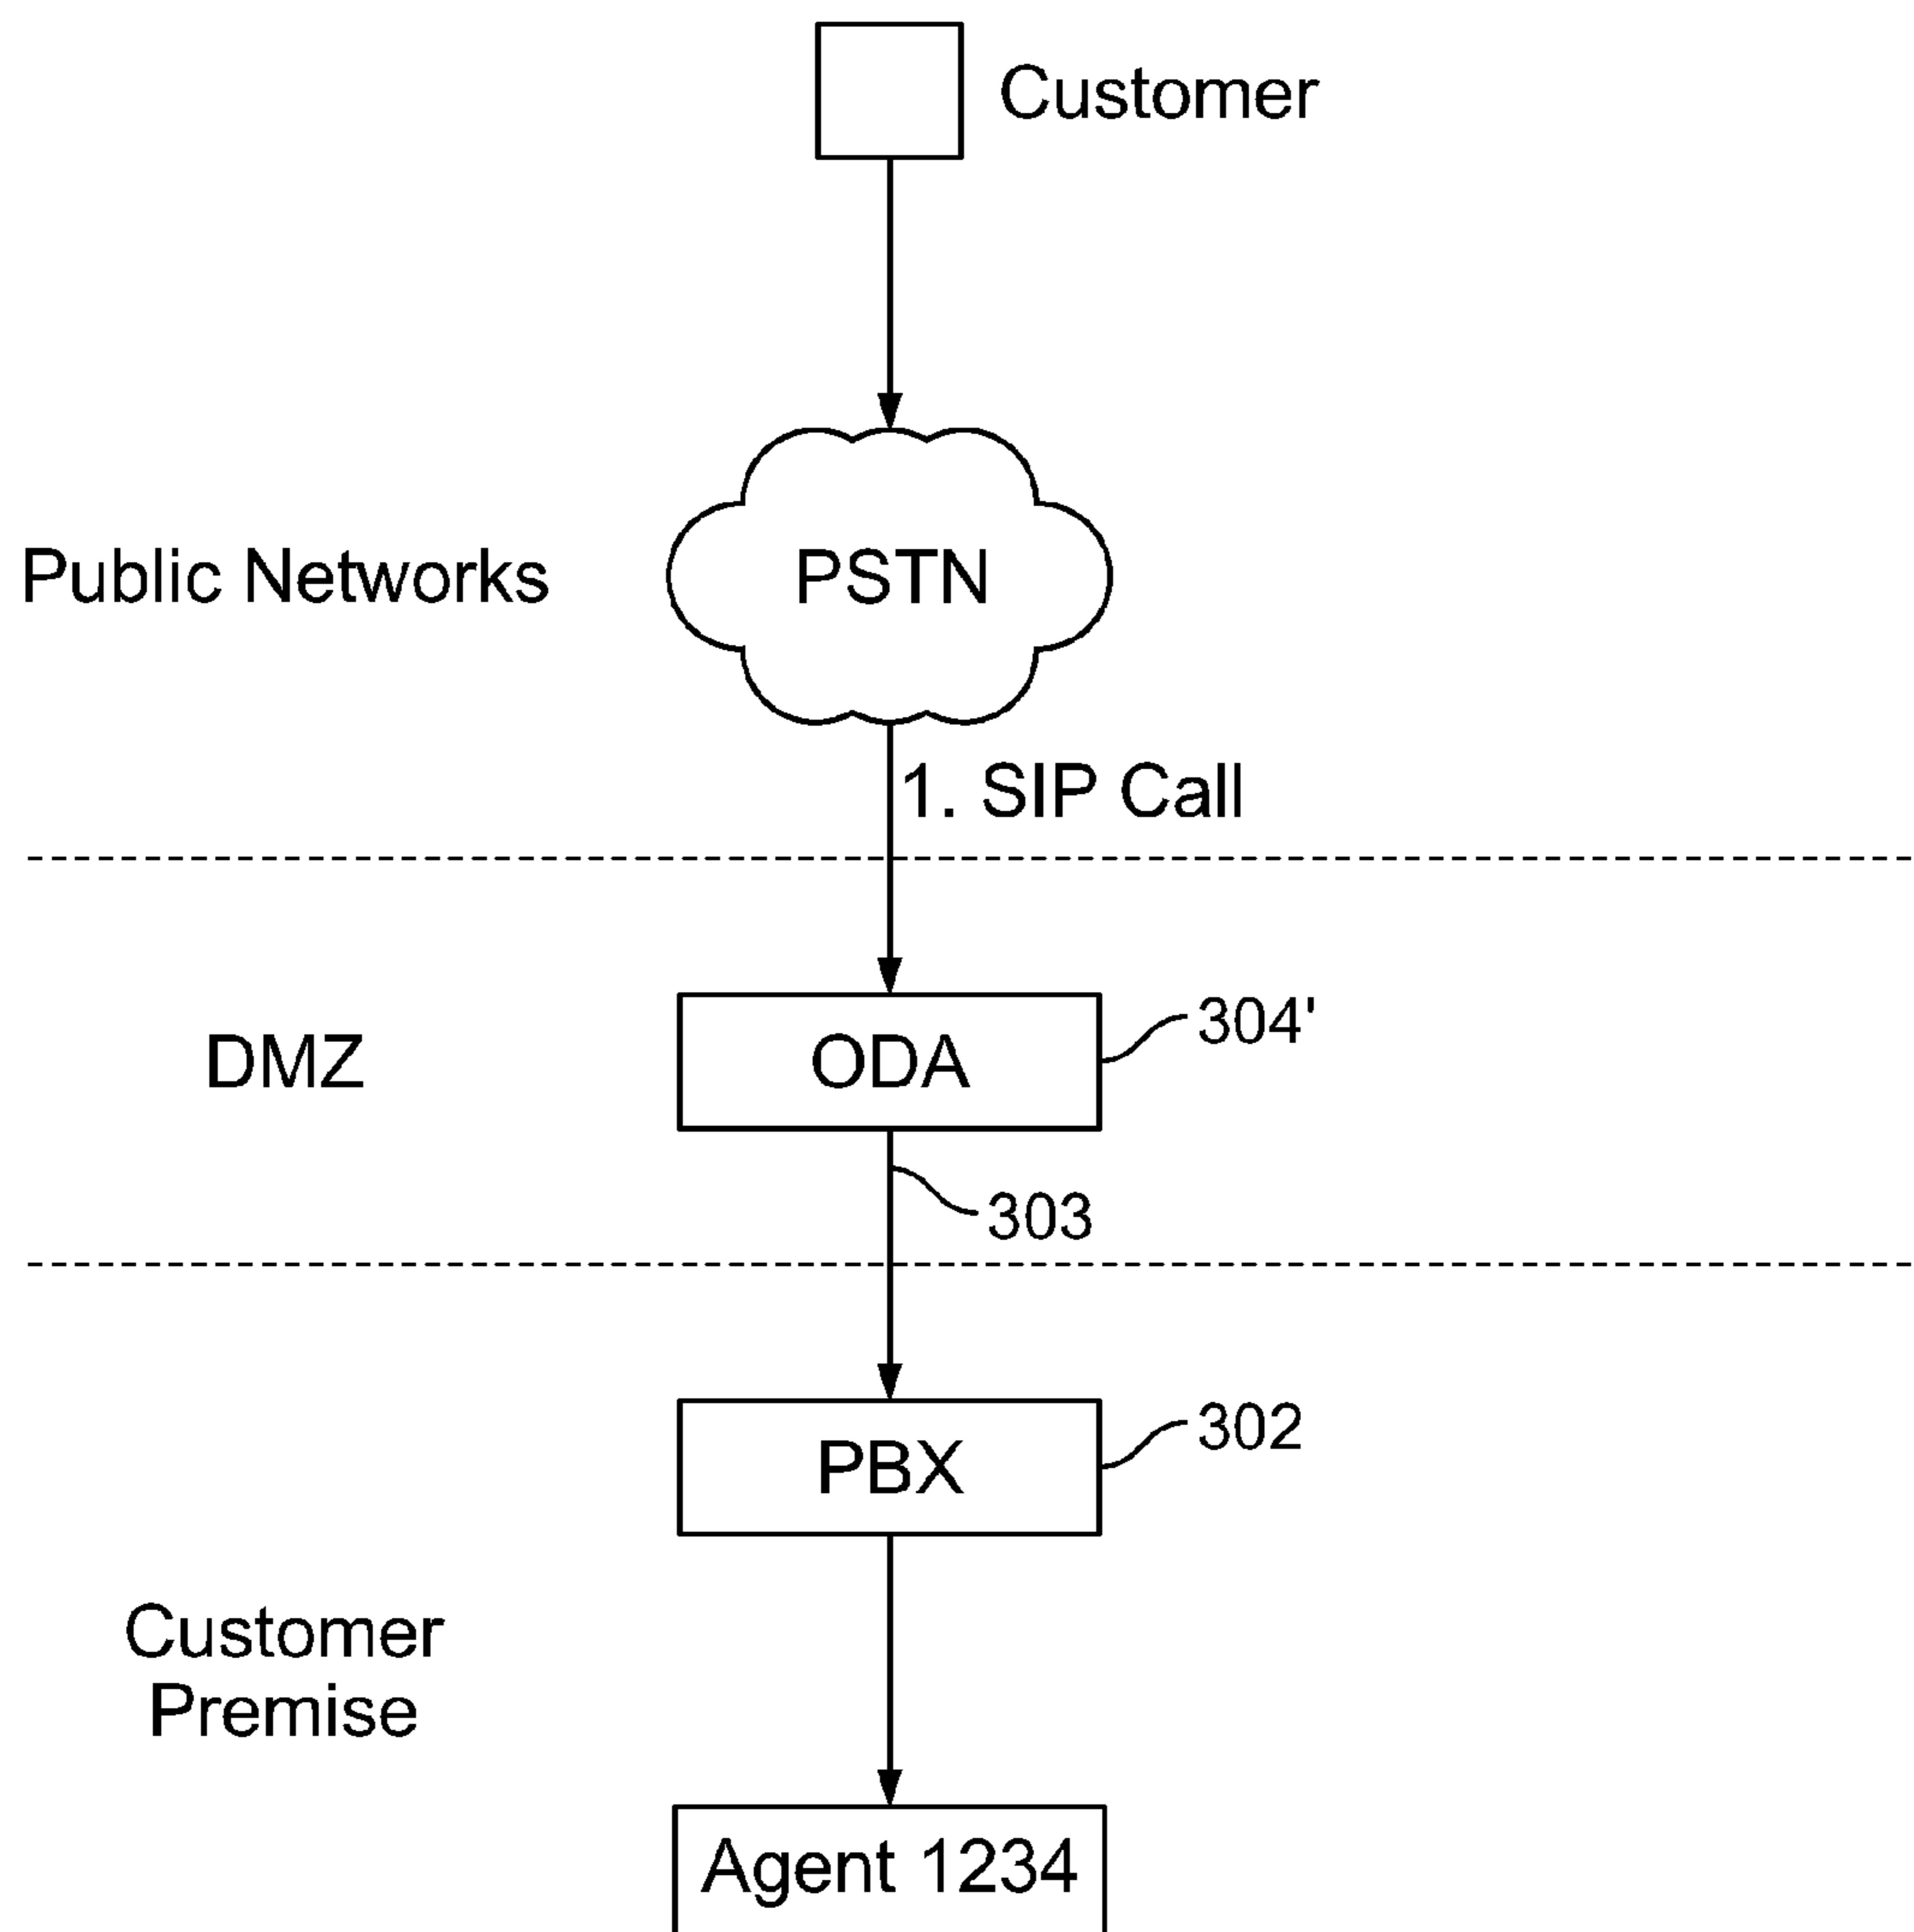 Customer
Public Networks
PSTN
1. SIP Call
DMZ
ODA
304'
303
PBX
302
Customer
Premise
Agent 1234